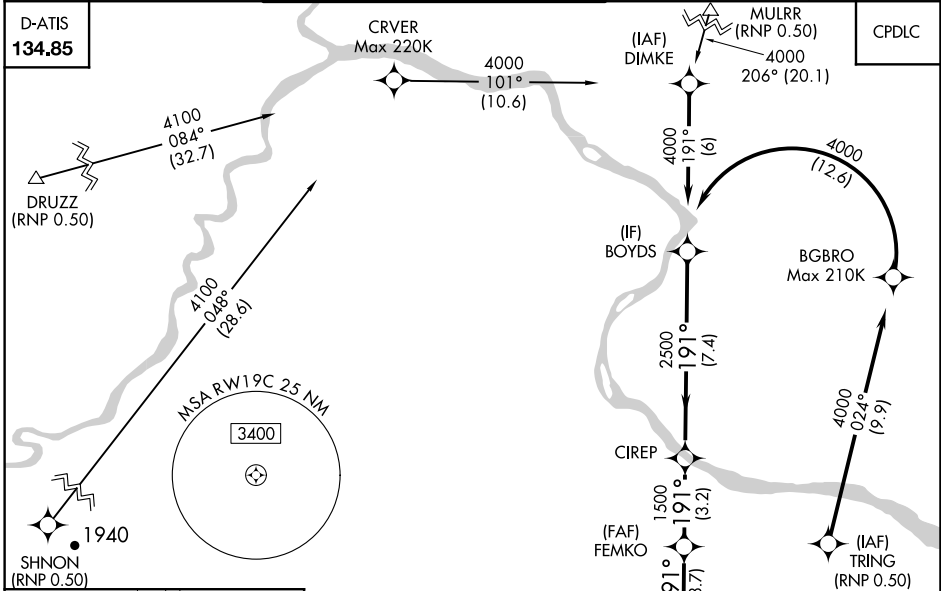 D-ATIS
134.85
CRVER
Max 220K
4000
101°
(10.6)
(IAF)
DIMKE
MULRR
(RNP 0.50)
4000
206° (20.1)
CPDLC
4100
084°
(32.7)
DRUZZ
(RNP 0.50)
4000
191°
(6)
4000
(12.6)
(IF)
BOYDS
BGBRO
Max 210K
4100
048°
(28.6)
2500
191°
(7.4)
4000
024°
(9.9)
MSA RW19C 25 NM
3400
CIREP
1500
191°
(3.2)
1940
SHNON
(RNP 0.50)
(FAF)
FEMKO
(IAF)
TRING
(RNP 0.50)